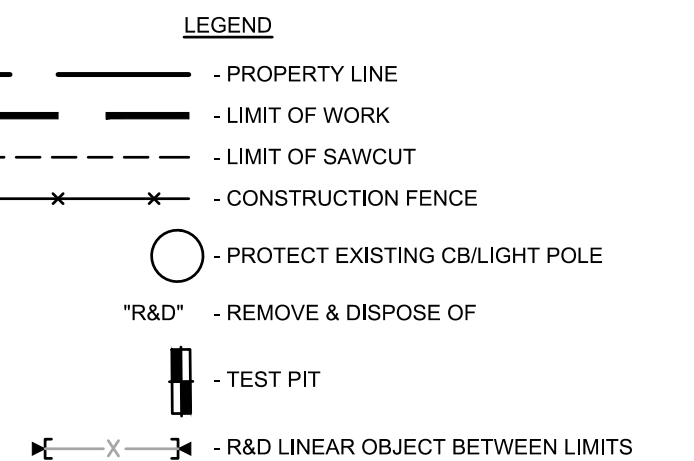 LEGEND
- PROPERTY LINE
- LIMIT OF WORK
- LIMIT OF SAWCUT
- CONSTRUCTION FENCE
- PROTECT EXISTING CB/LIGHT POLE
"R&D" - REMOVE & DISPOSE OF
- TEST PIT
- R&D LINEAR OBJECT BETWEEN LIMITS